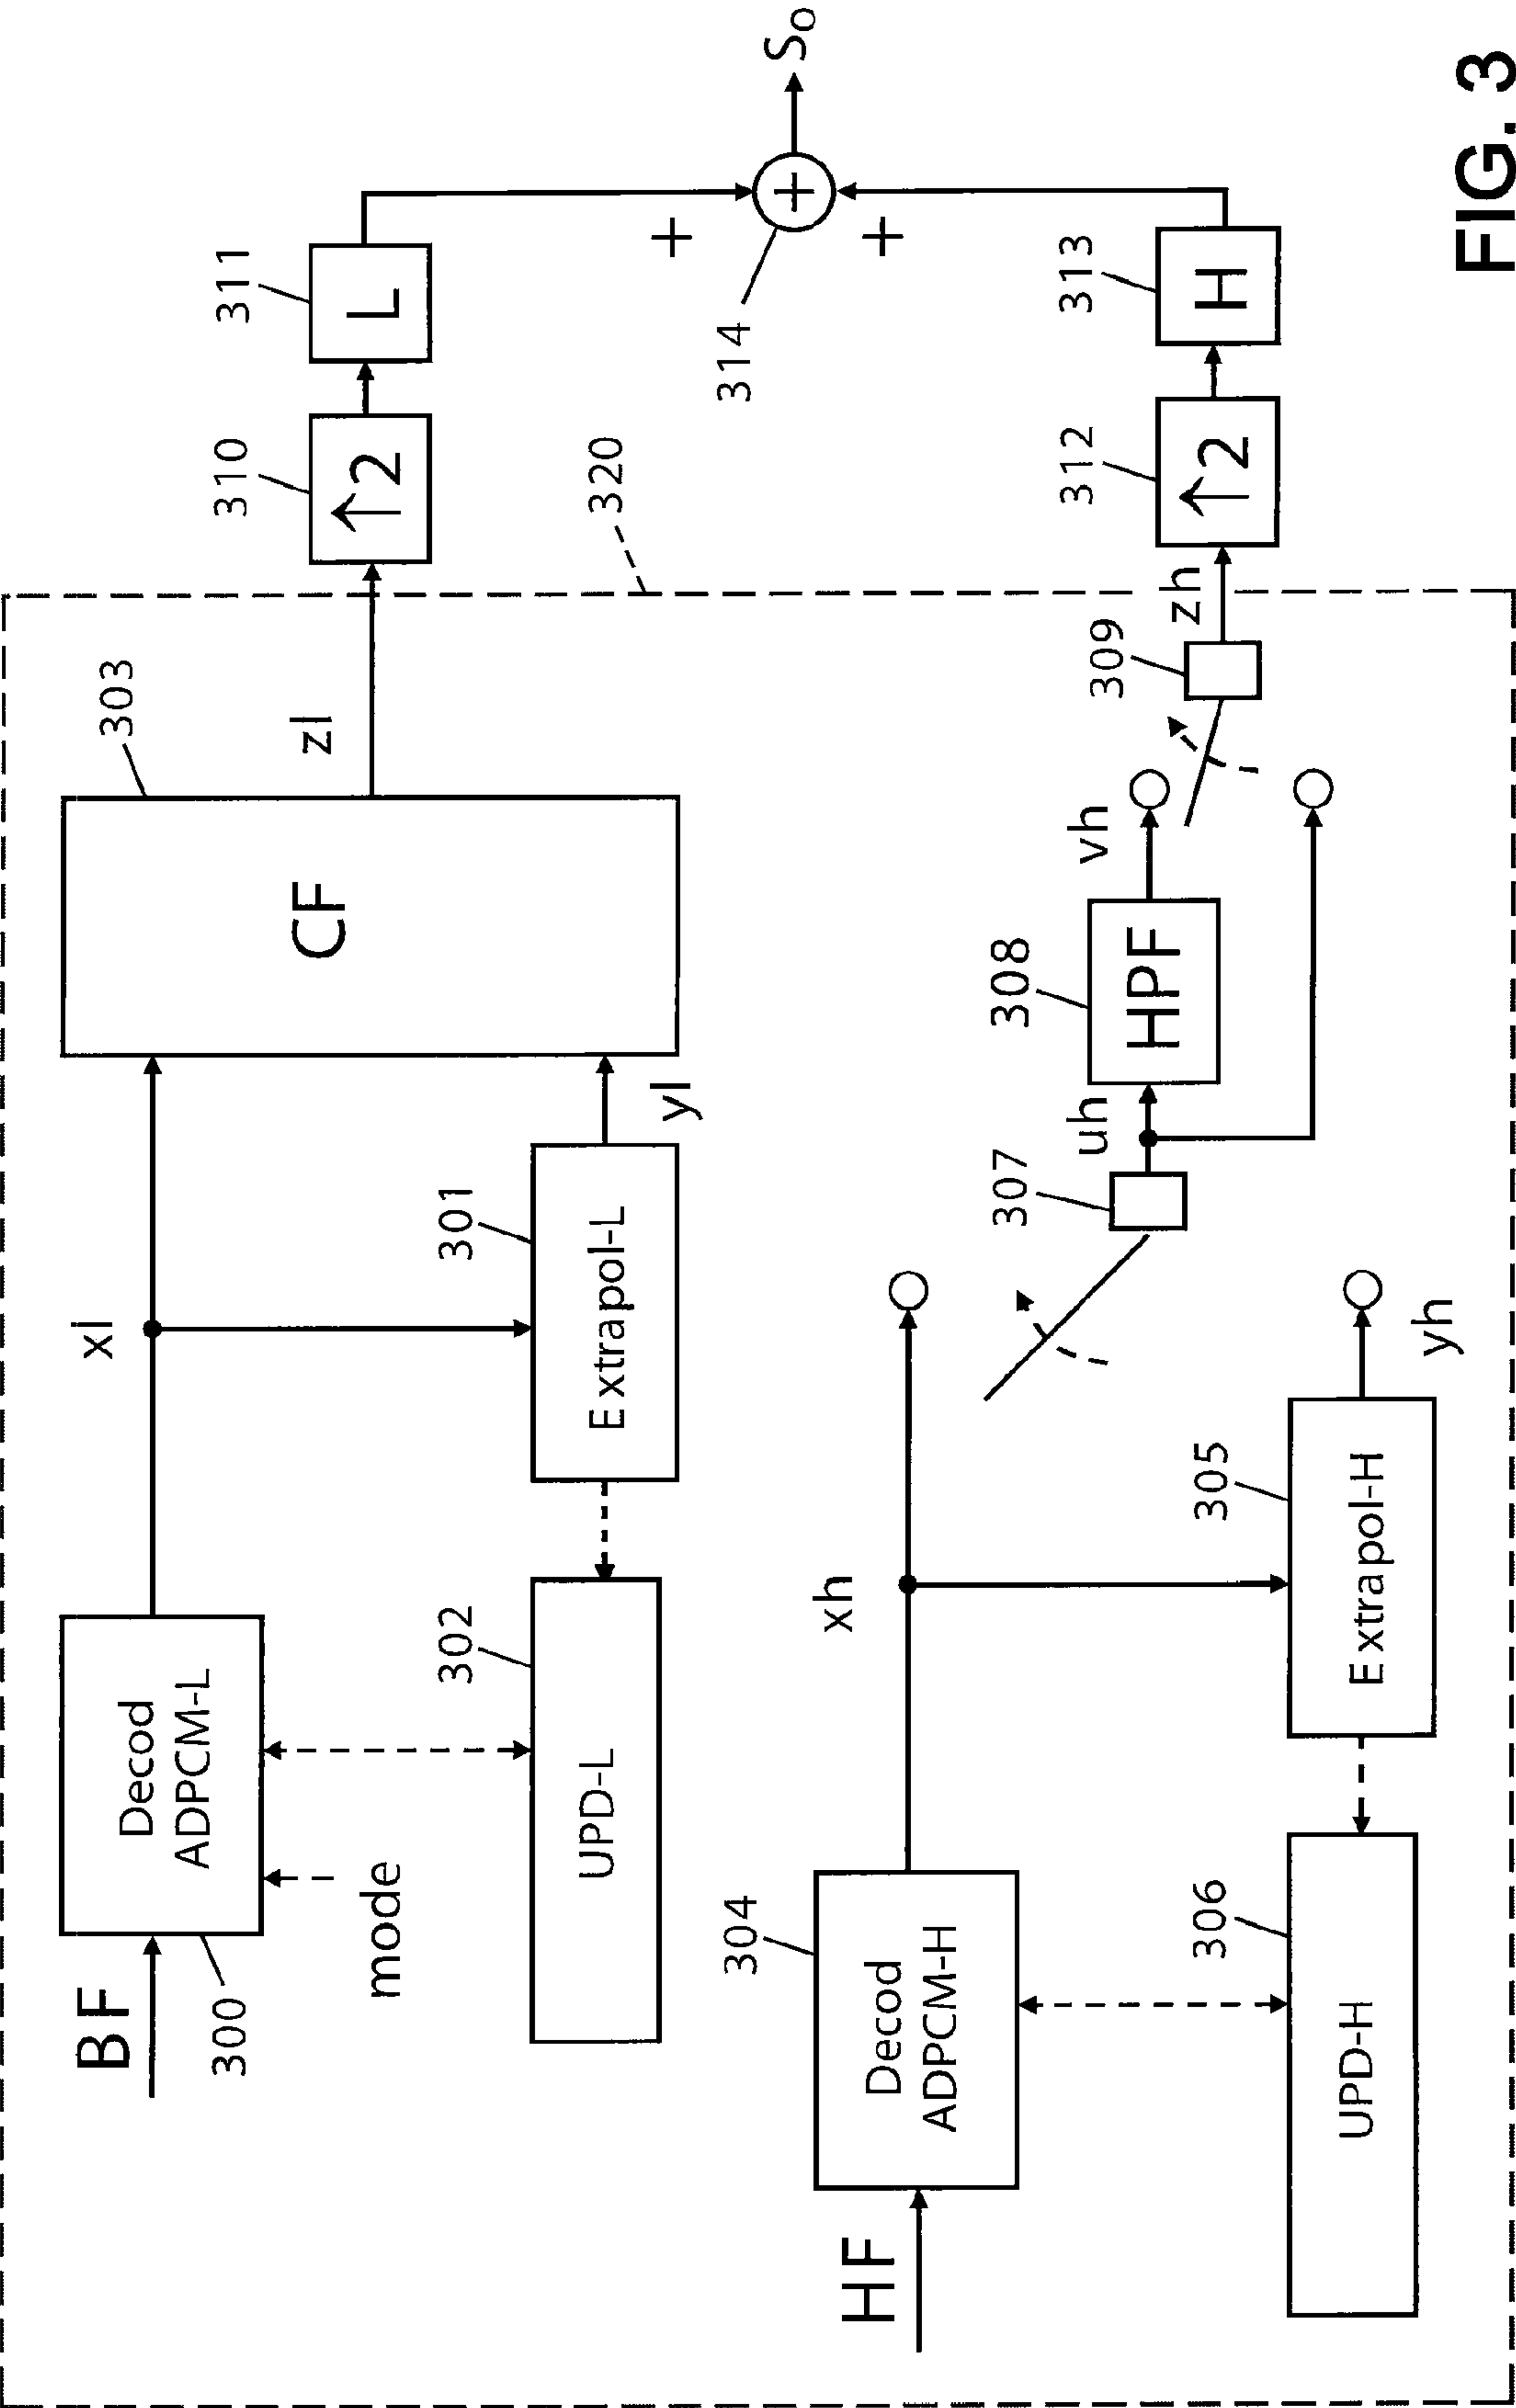 BF
300
mode
Decod
ADPCM-L
xl
302
UPD-L
301
Extrapol-L
yl
303
CF
zl
310
↑2
311
L
320
HF
304
Decod
ADPCM-H
xh
306
UPD-H
305
Extrapol-H
yh
307
uh
308
HPF
vh
309
zh
312
↑2
313
H
314
+
+
+
So
FIG. 3